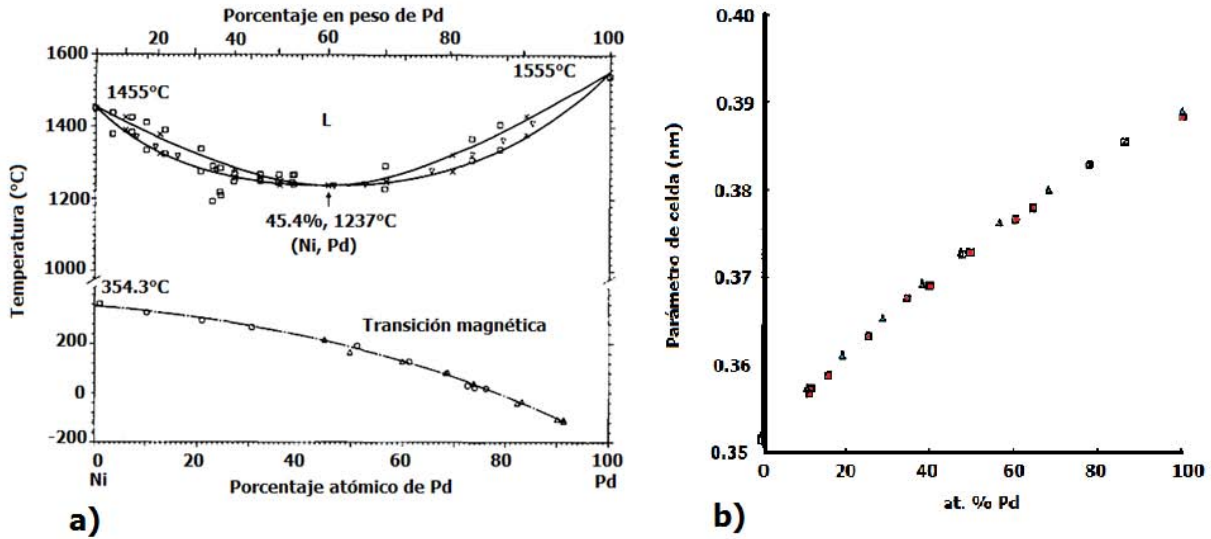 Porcentaje en peso de Pd
0 20 40 60 80 100
1600
1400
1200
1000
200
0
-200
Temperatura (°C)
1455°C
1555°C
L
45.4%, 1237°C
(Ni, Pd)
354.3°C
Transición magnética
0 20 40 60 80 100
Ni Pd
Porcentaje atómico de Pd
a)
0.40
0.39
0.38
0.37
0.36
0.35
Parámetro de celda (nm)
0 20 40 60 80 100
at. % Pd
b)